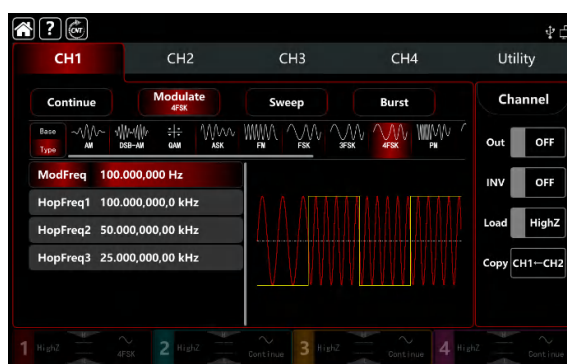 ? CNT
CH1 CH2 CH3 CH4 Utility
Continue Modulate 4FSK Sweep Burst Channel
Base Type AM DSB-AM QAM ASK FM FSK 3FSK 4FSK PM
Out OFF
ModFreq 100.000,000 Hz
INV OFF
HopFreq1 100.000,000,0 kHz
HopFreq2 50.000,000,00 kHz
Load HighZ
HopFreq3 25.000,000,00 kHz
Copy CH1←CH2
1 HighZ 4FSK 2 HighZ Continue 3 HighZ Continue 4 HighZ Continue